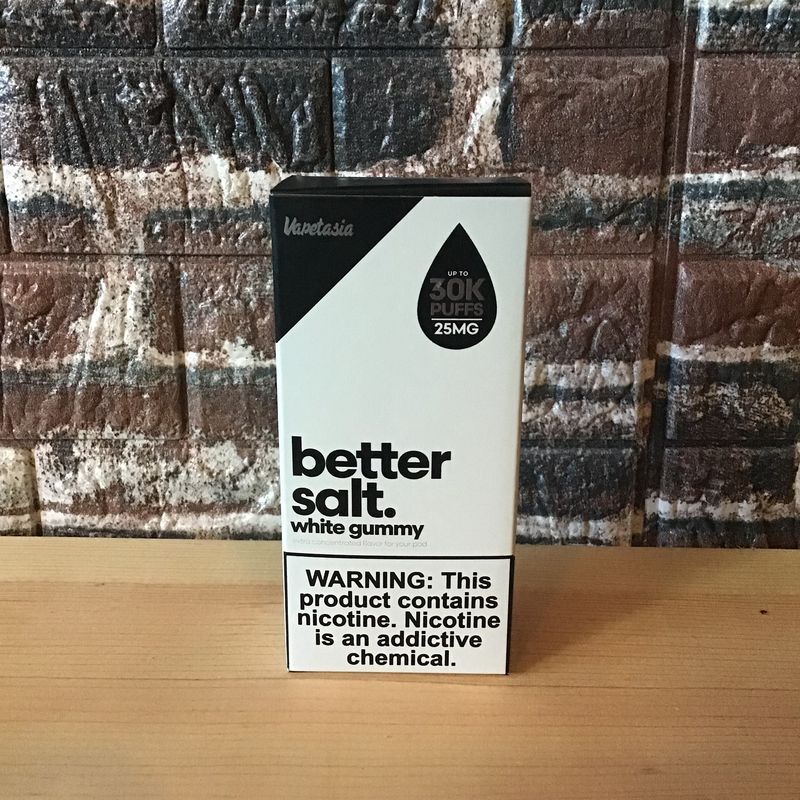 Vapetasia
UP TO
30K
PUFFS
25MG
better
salt.
white gummy
extra concentrated flavor for your pod
WARNING: This
product contains
nicotine. Nicotine
is an addictive
chemical.